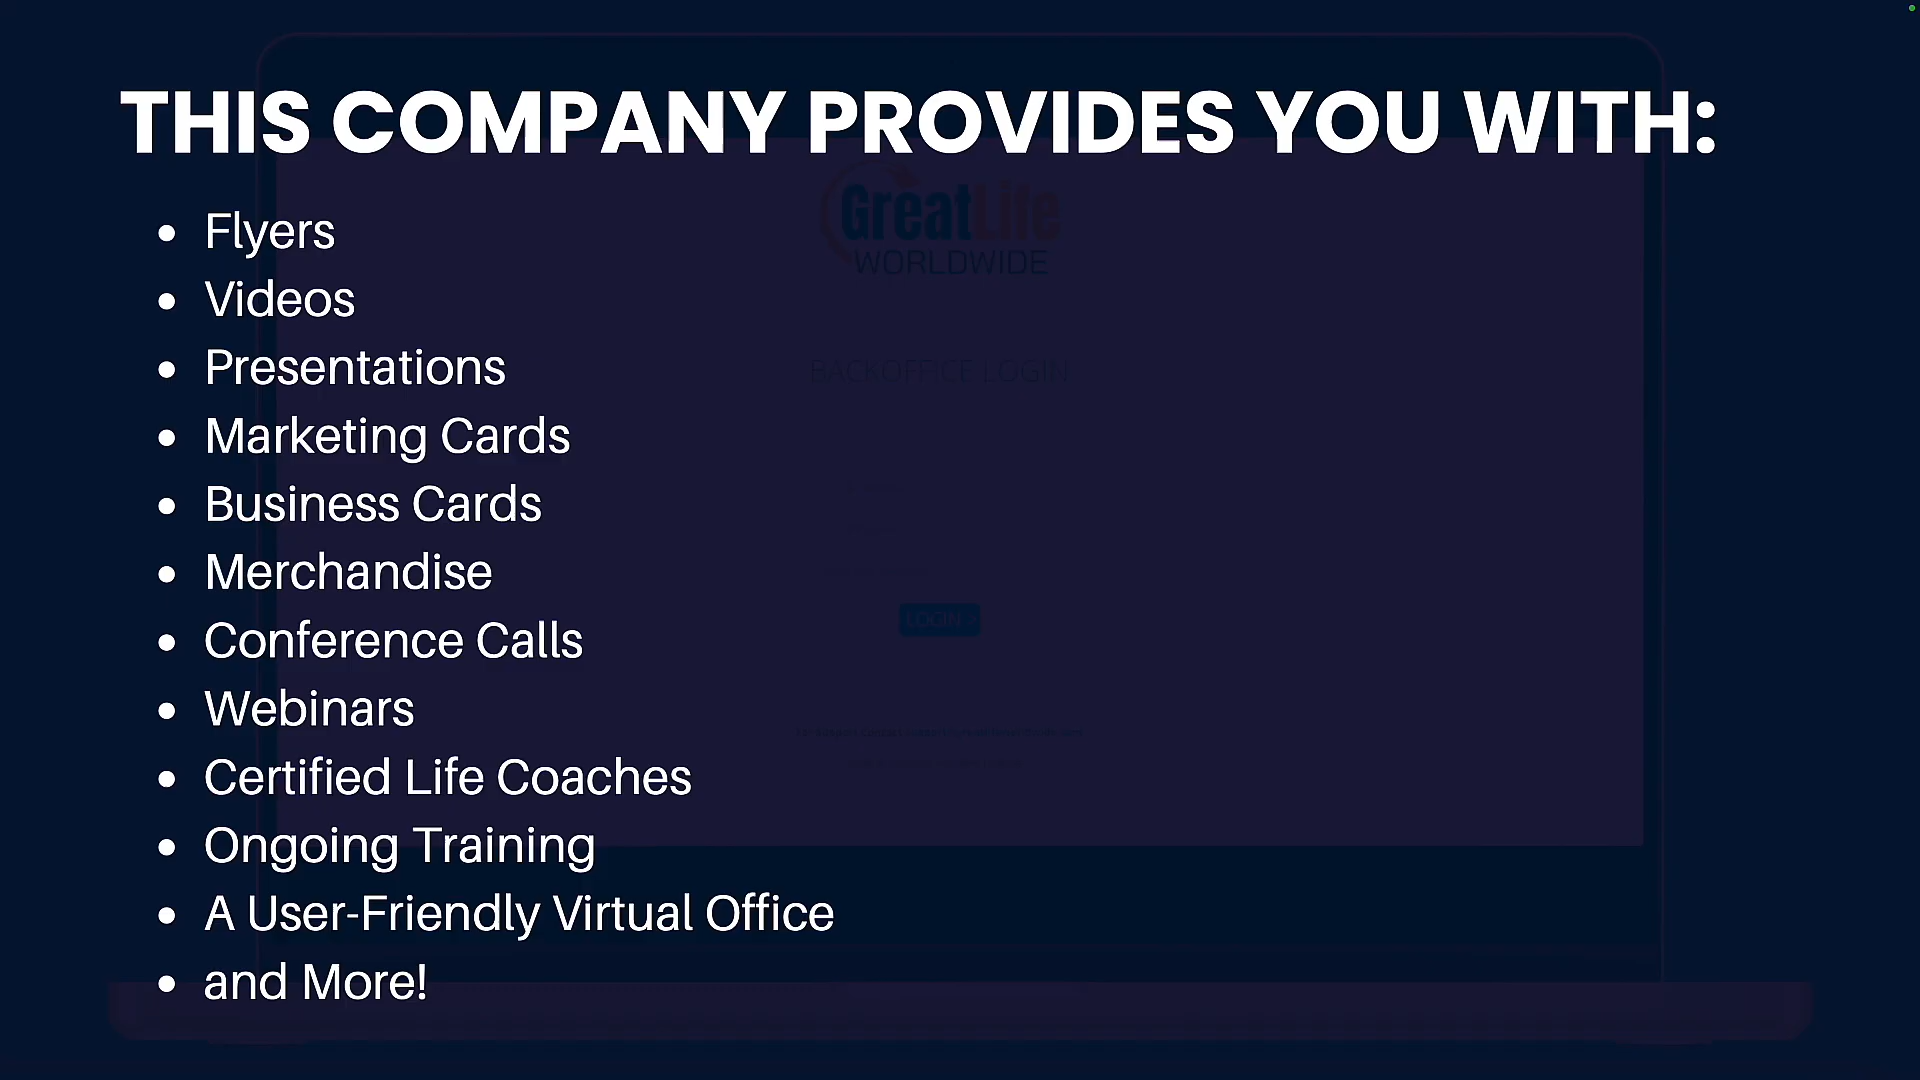 THIS COMPANY PROVIDES YOU WITH:
GreatLife
WORLDWIDE
• Flyers
• Videos
• Presentations
BACKOFFICE LOGIN
• Marketing Cards
• Business Cards
• Merchandise
LOGIN
• Conference Calls
• Webinars
• Certified Life Coaches
• Ongoing Training
• A User-Friendly Virtual Office
• and More!